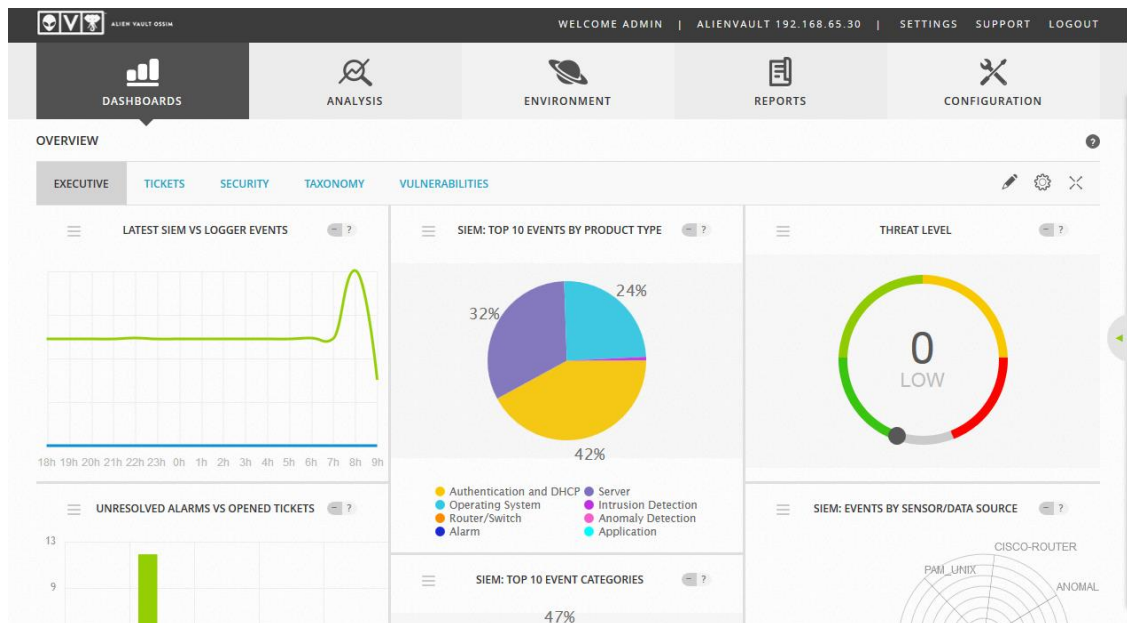 ALIEN VAULT OSSIM
WELCOME ADMIN | ALIENVAULT 192.168.65.30 | SETTINGS SUPPORT LOGOUT
DASHBOARDS
ANALYSIS
ENVIRONMENT
REPORTS
CONFIGURATION
OVERVIEW
?
EXECUTIVE
TICKETS
SECURITY
TAXONOMY
VULNERABILITIES
LATEST SIEM VS LOGGER EVENTS
− ?
18h 19h 20h 21h 22h 23h 0h 1h 2h 3h 4h 5h 6h 7h 8h 9h
SIEM: TOP 10 EVENTS BY PRODUCT TYPE
− ?
24%
32%
42%
Authentication and DHCP
Server
Operating System
Intrusion Detection
Router/Switch
Anomaly Detection
Alarm
Application
THREAT LEVEL
− ?
0
LOW
UNRESOLVED ALARMS VS OPENED TICKETS
− ?
13
9
SIEM: TOP 10 EVENT CATEGORIES
− ?
47%
SIEM: EVENTS BY SENSOR/DATA SOURCE
− ?
CISCO-ROUTER
PAM_UNIX
ANOMAL